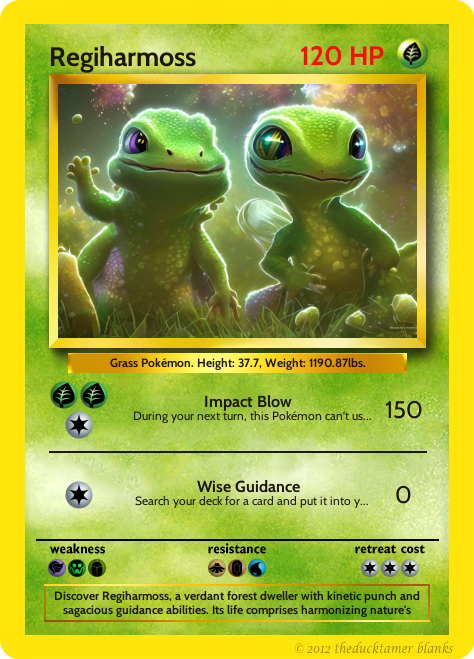 Regiharmoss 120 HP
Grass Pokémon. Height: 37.7, Weight: 1190.87lbs.
Impact Blow
During your next turn, this Pokémon can't us... 150
Wise Guidance
Search your deck for a card and put it into y... 0
weakness resistance retreat cost
Discover Regiharmoss, a verdant forest dweller with kinetic punch and
sagacious guidance abilities. Its life comprises harmonizing nature's
© 2012 theducktamer blanks